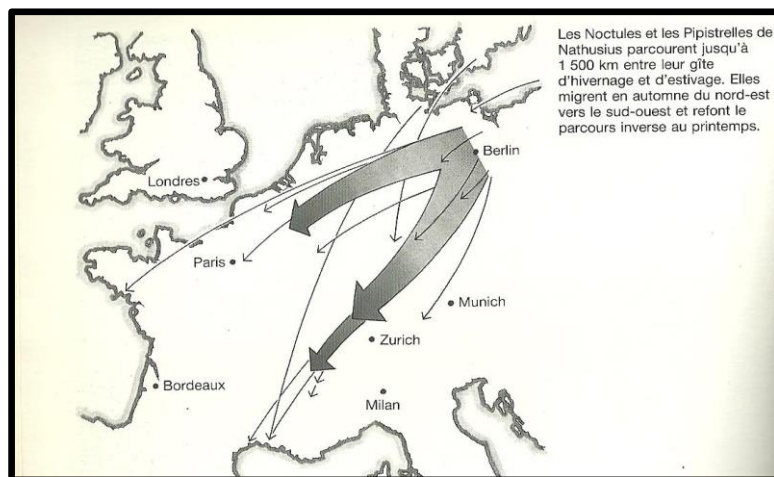 Les Noctules et les Pipistrelles de
Nathusius parcourent jusqu'à
1 500 km entre leur gîte
d'hivernage et d'estivage. Elles
migrent en automne du nord-est
vers le sud-ouest et refont le
parcours inverse au printemps.
Berlin
Londres
Paris
Munich
Zurich
Bordeaux
Milan